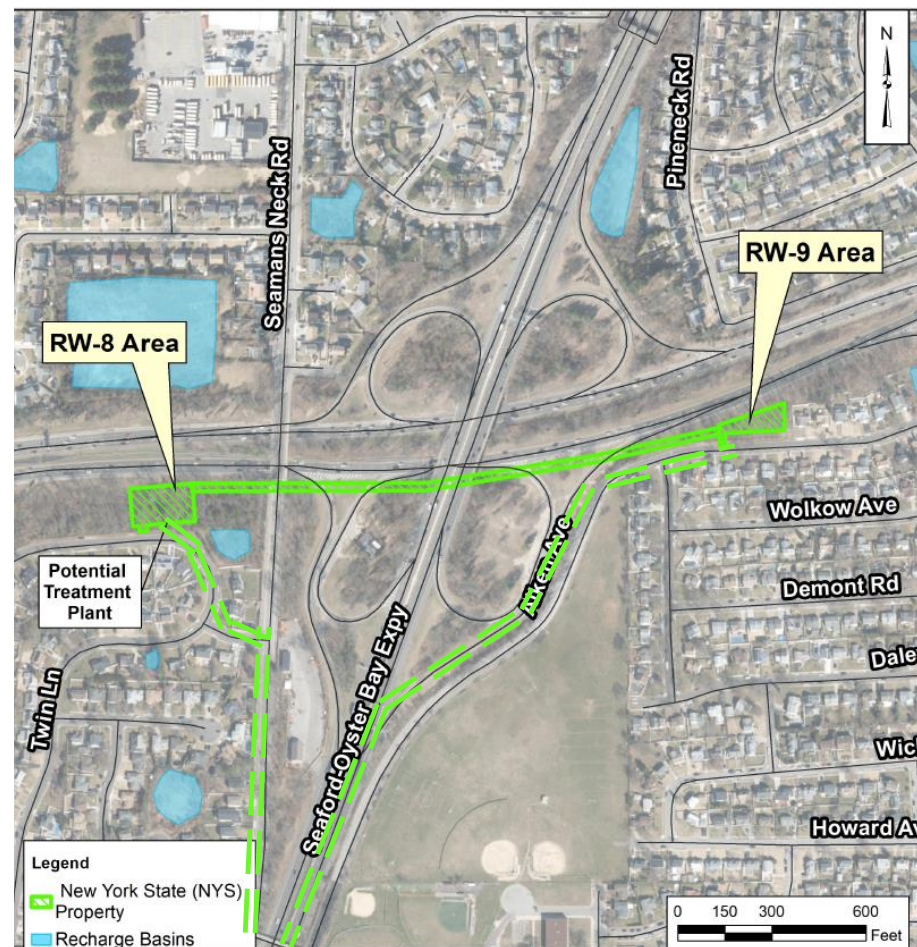 N
Seamans Neck Rd
Pineneck Rd
RW-9 Area
RW-8 Area
Wolkow Ave
Potential
Treatment
Plant
Demont Rd
Twin Ln
Seaford-Oyster Bay Expy
Howard Av
Legend
New York State (NYS)
Property
Recharge Basins
0 150 300 600
Feet